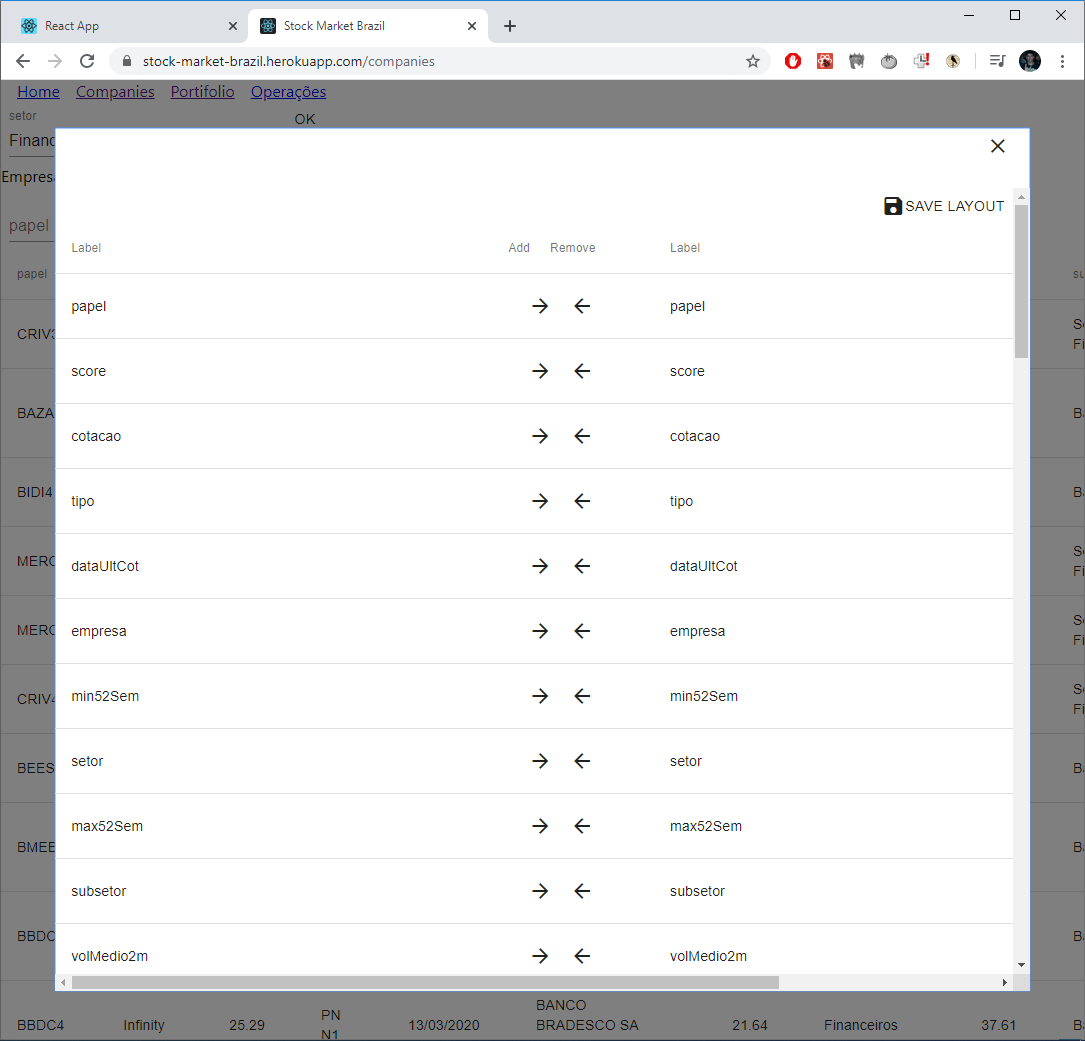 React App
Stock Market Brazil
stock-market-brazil.herokuapp.com/companies
Home Companies Portifolio Operações
setor
OK
Financ
Empresa
papel
SAVE LAYOUT
Label Add Remove Label
papel
papel papel
CRIV3
score score
BAZA
cotacao cotacao
BIDI4
tipo tipo
MERC
dataUltCot dataUltCot
MERC
empresa empresa
CRIV4
min52Sem min52Sem
BEES
setor setor
BMEB
max52Sem max52Sem
BBDC
subsetor subsetor
volMedio2m volMedio2m
BBDC4 Infinity 25.29 PN N1 13/03/2020 BANCO BRADESCO SA 21.64 Financeiros 37.61